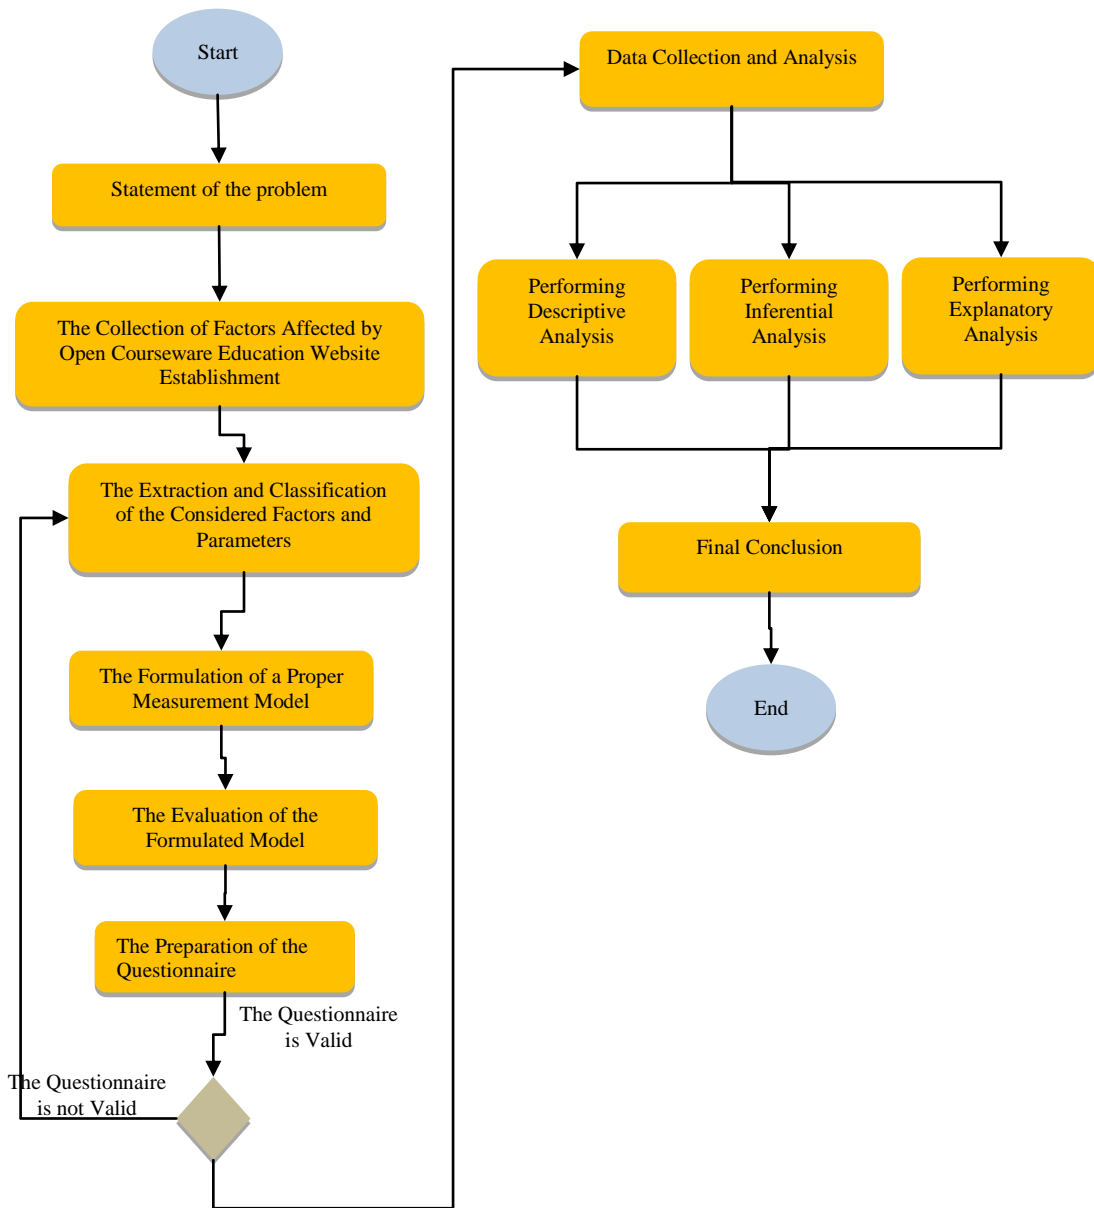 Start
Statement of the problem
The Collection of Factors Affected by
Open Courseware Education Website
Establishment
The Extraction and Classification
of the Considered Factors and
Parameters
The Formulation of a Proper
Measurement Model
The Evaluation of the
Formulated Model
The Preparation of the
Questionnaire
The Questionnaire
is Valid
The Questionnaire
is not Valid
Data Collection and Analysis
Performing
Descriptive
Analysis
Performing
Inferential
Analysis
Performing
Explanatory
Analysis
Final Conclusion
End